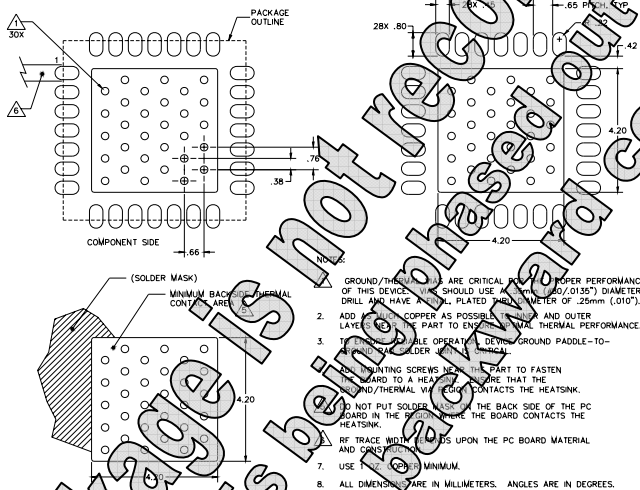 1
30X
PACKAGE
OUTLINE
1
6
.76
.38
.66
COMPONENT SIDE
28X .80
.65 PITCH, TYP
.42
4.20
4.20
(SOLDER MASK)
MINIMUM BACKSIDE THERMAL
CONTACT AREA 5
4.20
4.20
NOTES:
GROUND/THERMAL VIAS ARE CRITICAL PROPER PERFORMANCE
OF THIS DEVICE. VIAS SHOULD USE A .35mm DIAMETER
DRILL AND HAVE A FINAL, PLATED THRU DIAMETER OF .25mm (.010").
2. ADD AS MUCH COPPER AS POSSIBLE TO INNER AND OUTER
LAYERS NEAR THE PART TO ENSURE OPTIMAL THERMAL PERFORMANCE.
3. TO ENSURE RELIABLE OPERATION, DEVICE GROUND PADDLE-TO-
GROUND PAD SOLDER JOINT IS CRITICAL.
ADD MOUNTING SCREWS NEAR THE PART TO FASTEN
THE BOARD TO A HEATSINK. ENSURE THAT THE
GROUND/THERMAL VIA REGION CONTACTS THE HEATSINK.
DO NOT PUT SOLDER MASK ON THE BACK SIDE OF THE PC
BOARD IN THE REGION WHERE THE BOARD CONTACTS THE
HEATSINK.
RF TRACE WIDTH DEPENDS UPON THE PC BOARD MATERIAL
AND CONSTRUCTION.
7. USE 1 OZ. COPPER MINIMUM.
8. ALL DIMENSIONS ARE IN MILLIMETERS. ANGLES ARE IN DEGREES.
is not
is being phased out
backward